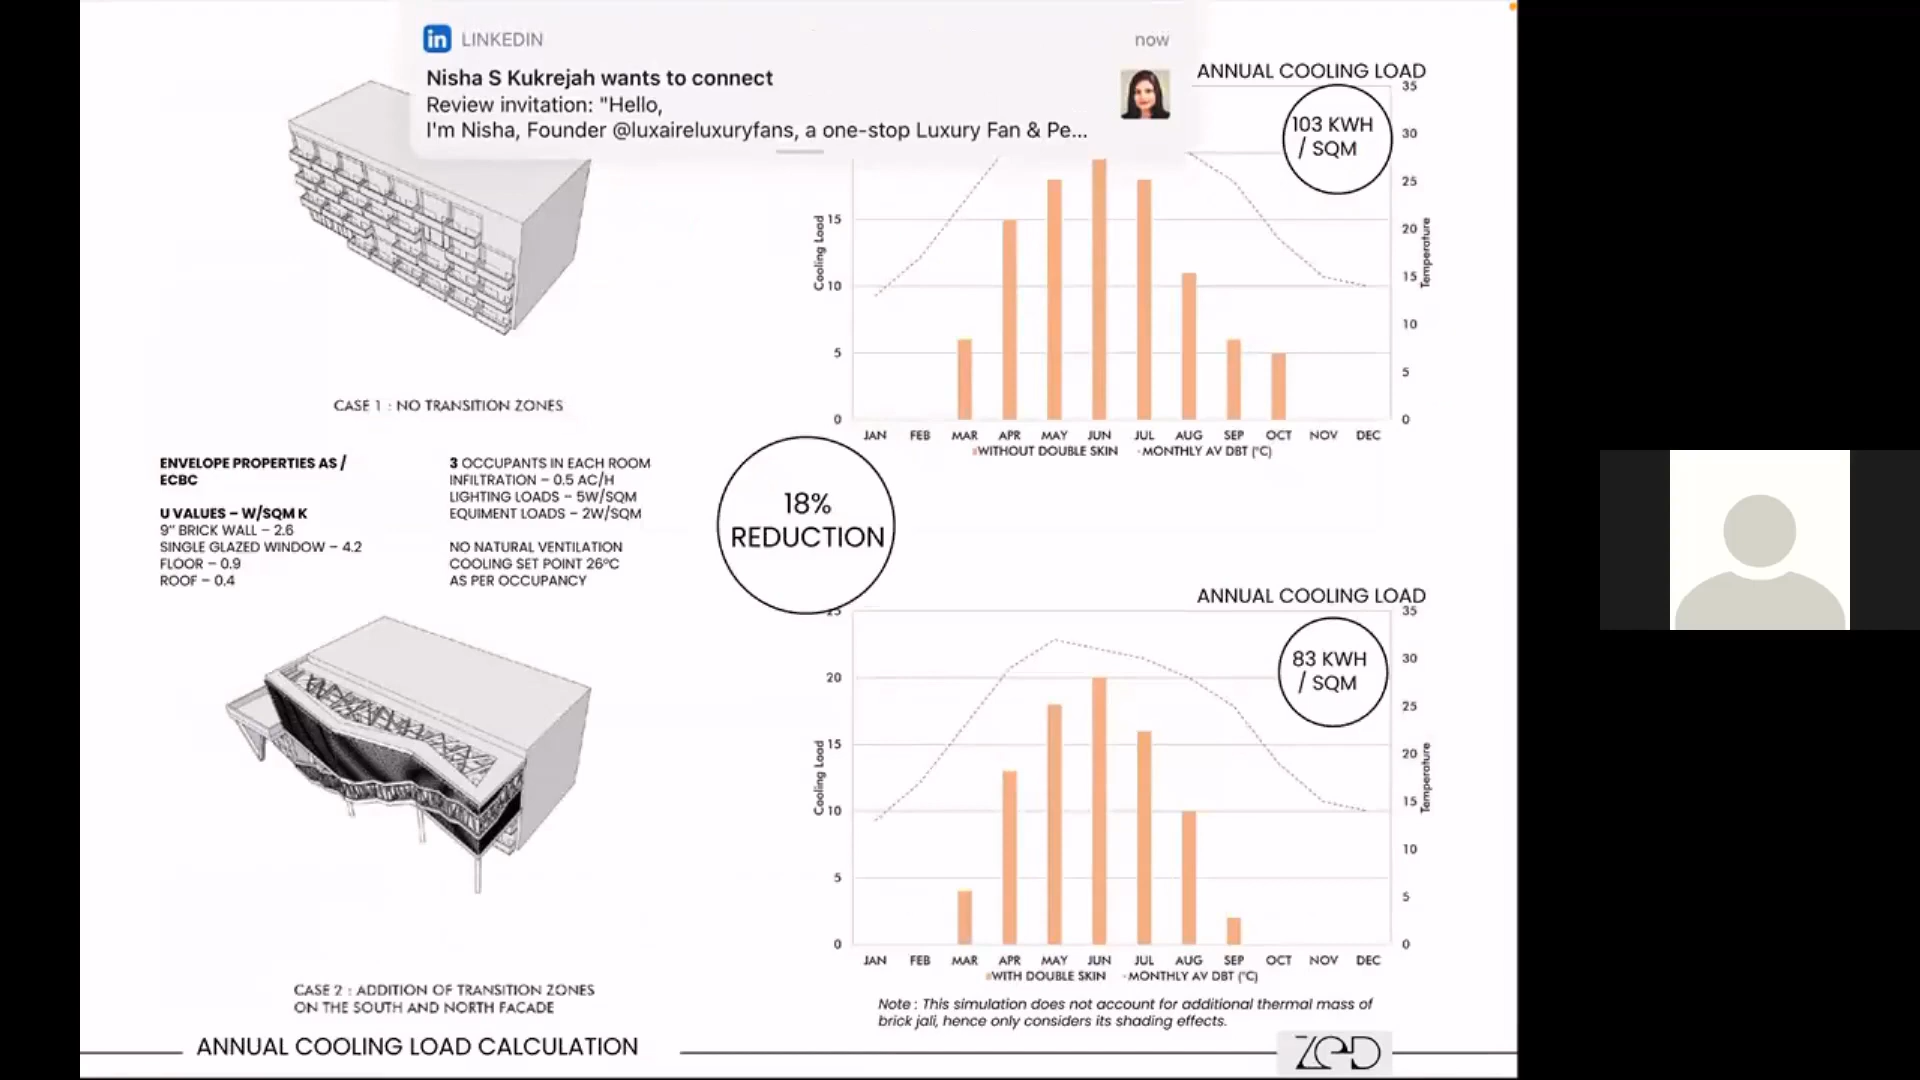 in LINKEDIN
now
Nisha S Kukrejah wants to connect
Review invitation: "Hello,
I'm Nisha, Founder @luxaireluxuryfans, a one-stop Luxury Fan & Pe...
ANNUAL COOLING LOAD
103 KWH
/ SQM
35
30
25
20
15
10
5
0
Temperature
Cooling Load
15
10
5
0
JAN FEB MAR APR MAY JUN JUL AUG SEP OCT NOV DEC
WITHOUT DOUBLE SKIN MONTHLY AV DBT (°C)
CASE 1 : NO TRANSITION ZONES
ENVELOPE PROPERTIES AS /
ECBC
U VALUES – W/SQM K
9” BRICK WALL – 2.6
SINGLE GLAZED WINDOW – 4.2
FLOOR – 0.9
ROOF – 0.4
3 OCCUPANTS IN EACH ROOM
INFILTRATION – 0.5 AC/H
LIGHTING LOADS – 5W/SQM
EQUIMENT LOADS – 2W/SQM
NO NATURAL VENTILATION
COOLING SET POINT 26°C
AS PER OCCUPANCY
18%
REDUCTION
ANNUAL COOLING LOAD
83 KWH
/ SQM
35
30
25
20
15
10
5
0
Temperature
Cooling Load
25
20
15
10
5
0
JAN FEB MAR APR MAY JUN JUL AUG SEP OCT NOV DEC
WITH DOUBLE SKIN MONTHLY AV DBT (°C)
CASE 2 : ADDITION OF TRANSITION ZONES
ON THE SOUTH AND NORTH FACADE
Note : This simulation does not account for additional thermal mass of
brick jali, hence only considers its shading effects.
ANNUAL COOLING LOAD CALCULATION
ZED